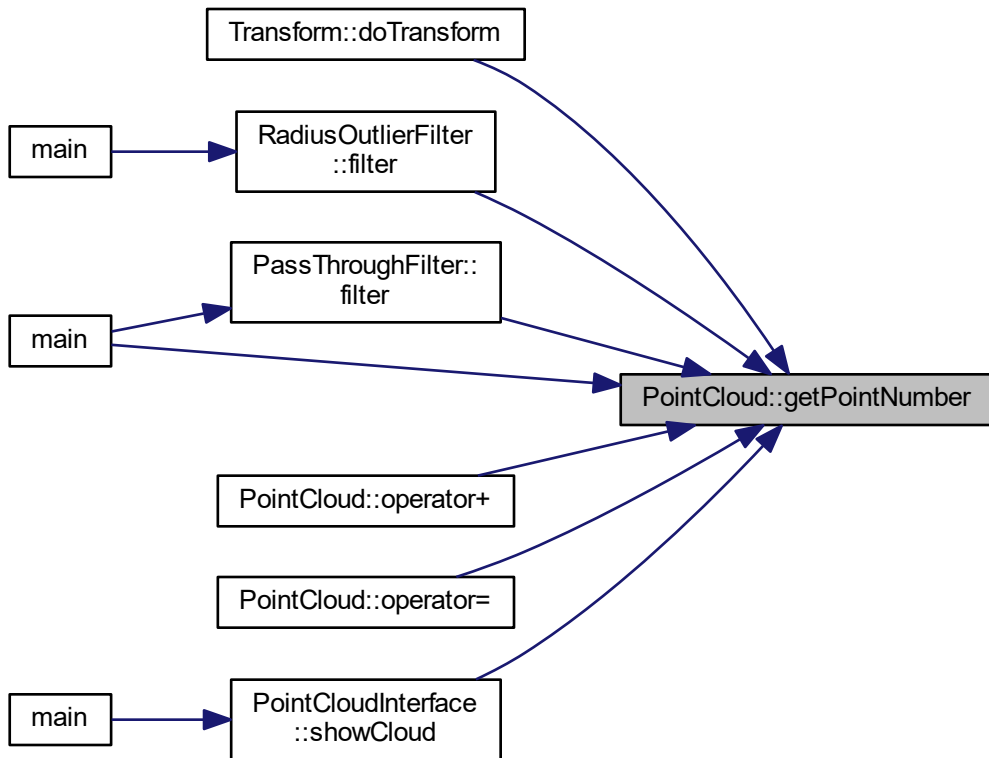 Transform::doTransform
main
RadiusOutlierFilter
::filter
PassThroughFilter::
filter
main
PointCloud::getPointNumber
PointCloud::operator+
PointCloud::operator=
main
PointCloudInterface
::showCloud